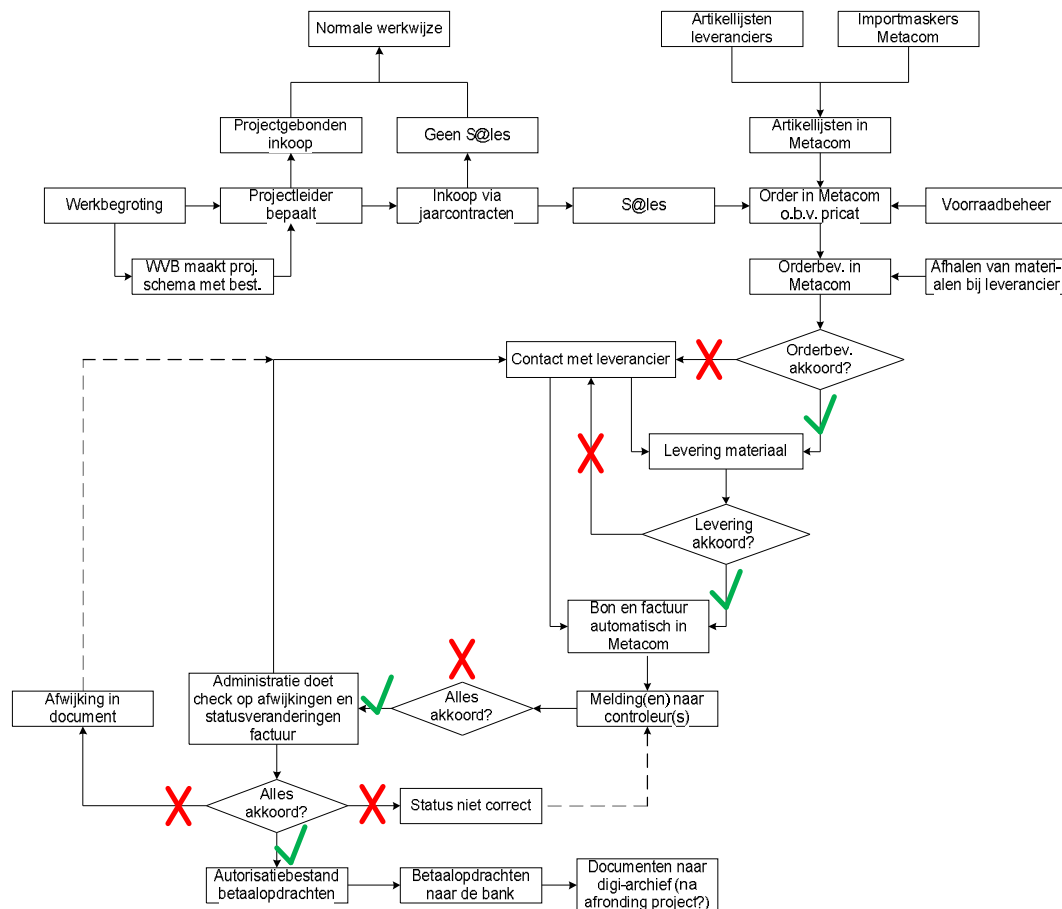 Normale werkwijze
Artikellijsten
leveranciers
Importmaskers
Metacom
Projectgebonden
inkoop
Geen S@les
Artikellijsten in
Metacom
Werkbegroting
Projectleider
bepaalt
Inkoop via
jaarcontracten
S@les
Order in Metacom
o.b.v. pricat
Voorraadbeheer
WVB maakt proj.
schema met best.
Orderbev. in
Metacom
Afhalen van materi-
alen bij leverancier
Contact met leverancier
Orderbev.
akkoord?
Levering materiaal
Levering
akkoord?
Bon en factuur
automatisch in
Metacom
Afwijking in
document
Administratie doet
check op afwijkingen en
statusveranderingen
factuur
Alles
akkoord?
Melding(en) naar
controleur(s)
Alles
akkoord?
Status niet correct
Autorisatiebestand
betaalopdrachten
Betaalopdrachten
naar de bank
Documenten naar
digi-archief (na
afronding project?)